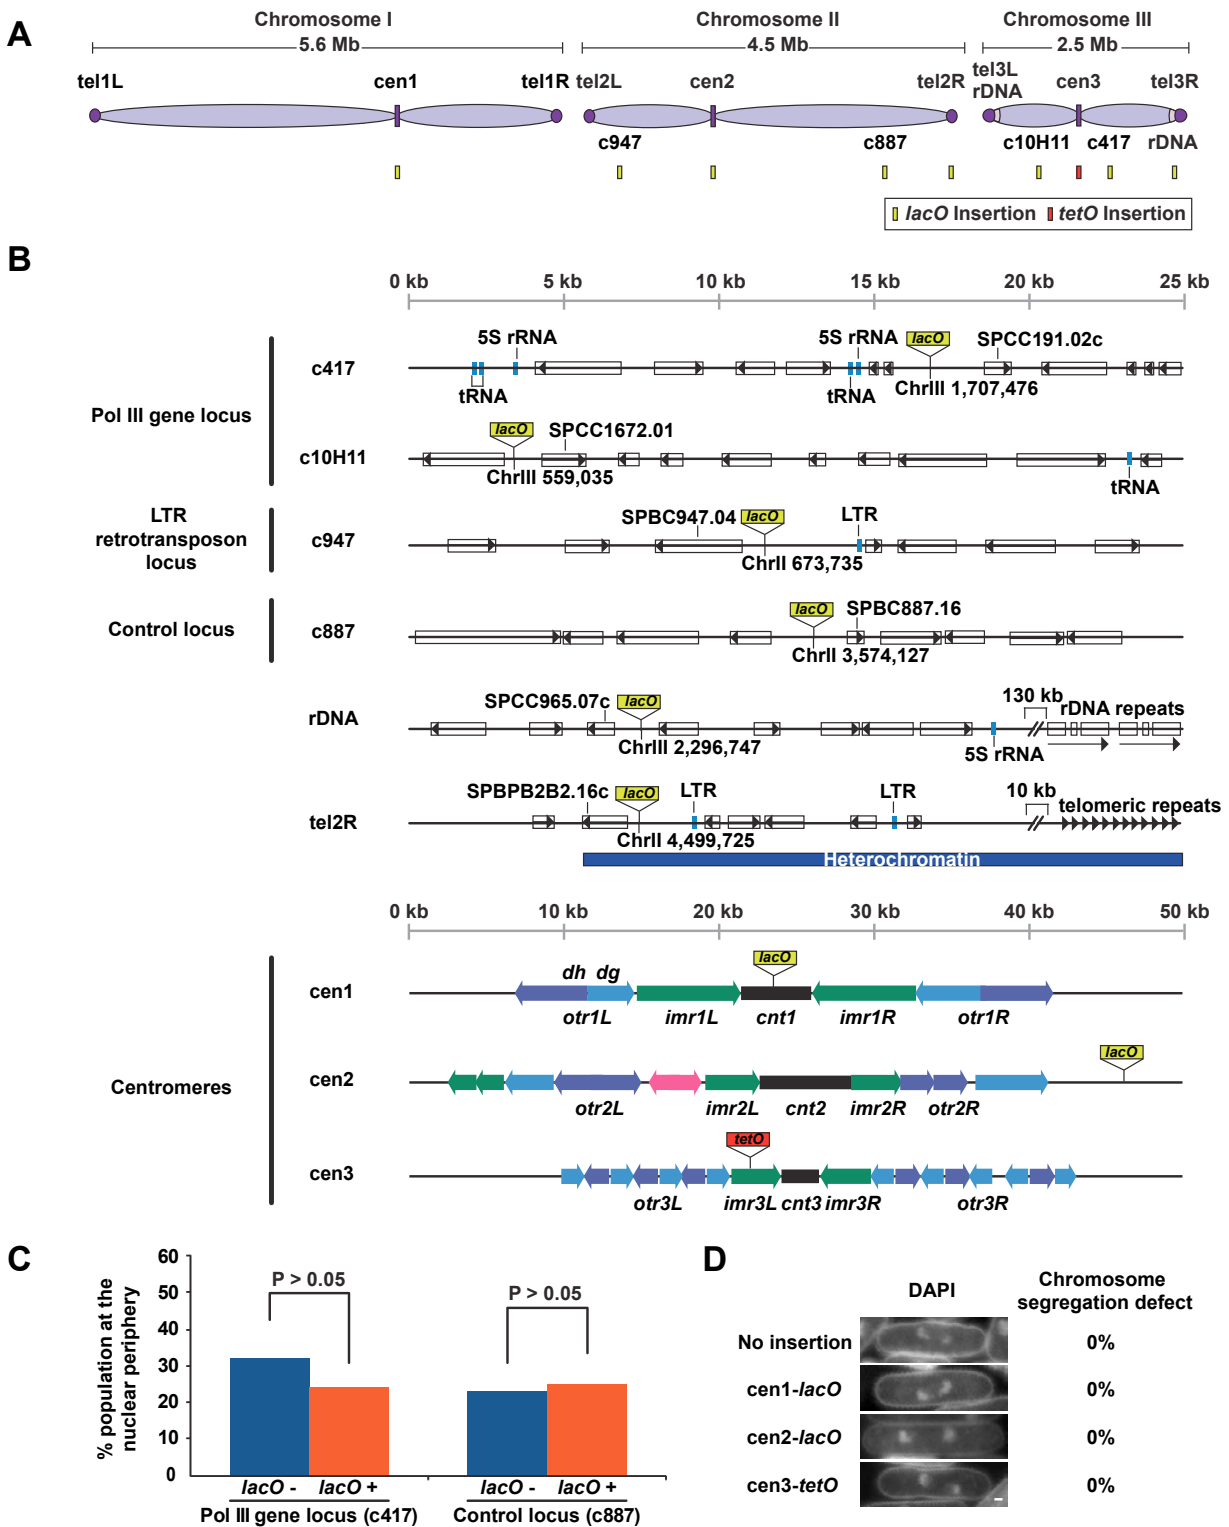 A
Chromosome I
Chromosome II
Chromosome III
5.6 Mb
4.5 Mb
2.5 Mb
tel1L
cen1
tel1R
tel2L
cen2
tel2R
tel3L
rDNA
cen3
tel3R
c947
c887
c10H11
c417
rDNA
lacO Insertion
tetO Insertion
B
0 kb 5 kb 10 kb 15 kb 20 kb 25 kb
Pol III gene locus
c417
5S rRNA
tRNA
5S rRNA
tRNA
lacO
ChrIII 1,707,476
SPCC191.02c
c10H11
lacO
SPCC1672.01
ChrIII 559,035
tRNA
LTR
retrotransposon
locus
c947
SPBC947.04
lacO
ChrII 673,735
LTR
Control locus
c887
lacO
SPBC887.16
ChrII 3,574,127
rDNA
SPCC965.07c
lacO
ChrIII 2,296,747
5S rRNA
130 kb
rDNA repeats
tel2R
SPBPB2B2.16c
lacO
LTR
ChrII 4,499,725
LTR
10 kb
telomeric repeats
Heterochromatin
0 kb 10 kb 20 kb 30 kb 40 kb 50 kb
Centromeres
cen1
dh dg
lacO
otr1L imr1L cnt1 imr1R otr1R
cen2
lacO
otr2L imr2L cnt2 imr2R otr2R
cen3
tetO
otr3L imr3L cnt3 imr3R otr3R
C
% population at the
nuclear periphery
60
50
40
30
20
10
0
P > 0.05
P > 0.05
lacO - lacO + lacO - lacO +
Pol III gene locus (c417)
Control locus (c887)
D
DAPI
Chromosome
segregation defect
No insertion 0%
cen1-lacO 0%
cen2-lacO 0%
cen3-tetO 0%